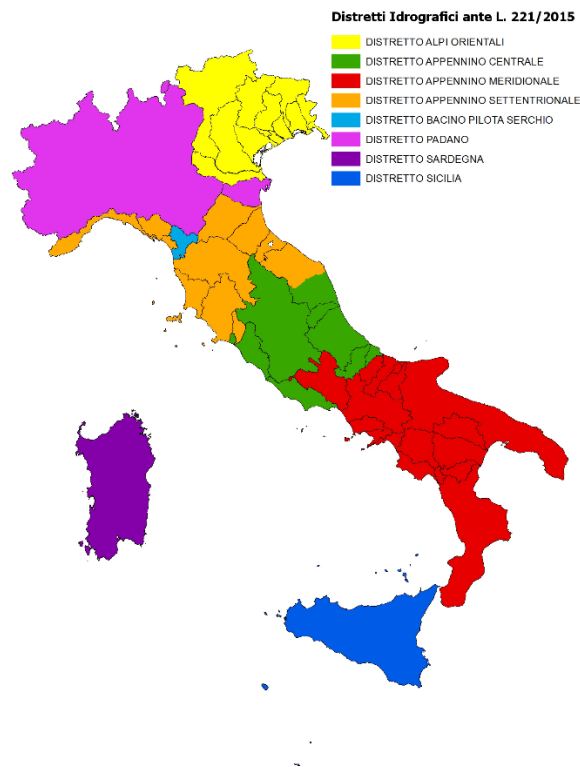 Distretti Idrografici ante L. 221/2015
DISTRETTO ALPI ORIENTALI
DISTRETTO APPENNINO CENTRALE
DISTRETTO APPENNINO MERIDIONALE
DISTRETTO APPENNINO SETTENTRIONALE
DISTRETTO BACINO PILOTA SERCHIO
DISTRETTO PADANO
DISTRETTO SARDEGNA
DISTRETTO SICILIA